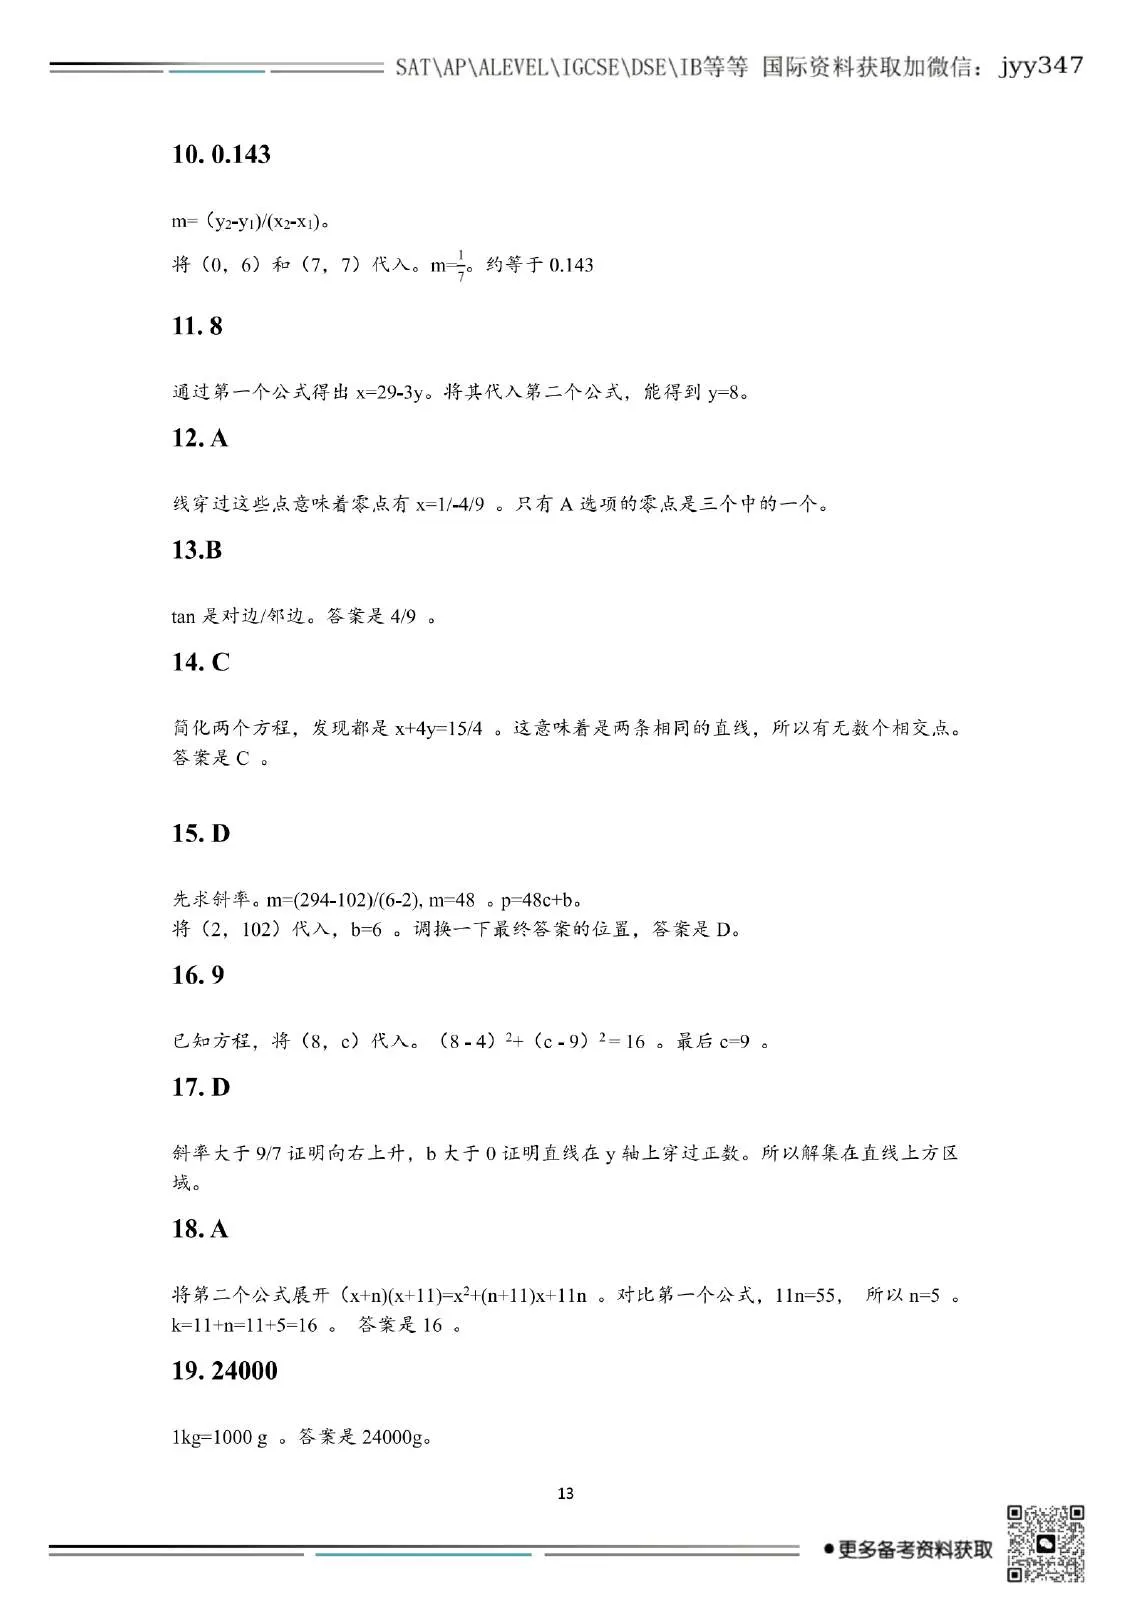 SAT\AP\ALEVEL\IGCSE\DSE\IB等等 国际资料获取加微信：jyy347
10. 0.143
m=（y₂-y₁)/(x₂-x₁)。
将（0，6）和（7，7）代入。m=1/7。约等于 0.143
11. 8
通过第一个公式得出 x=29-3y。将其代入第二个公式，能得到 y=8。
12. A
线穿过这些点意味着零点有 x=1/-4/9 。只有 A 选项的零点是三个中的一个。
13.B
tan 是对边/邻边。答案是 4/9 。
14. C
简化两个方程，发现都是 x+4y=15/4 。这意味着是两条相同的直线，所以有无数个相交点。
答案是 C 。
15. D
先求斜率。m=(294-102)/(6-2), m=48 。p=48c+b。
将（2，102）代入，b=6 。调换一下最终答案的位置，答案是 D。
16. 9
已知方程，将（8，c）代入。（8 - 4）²+（c - 9）²= 16 。最后 c=9 。
17. D
斜率大于 9/7 证明向右上升，b 大于 0 证明直线在 y 轴上穿过正数。所以解集在直线上方区
域。
18. A
将第二个公式展开（x+n)(x+11)=x²+(n+11)x+11n 。对比第一个公式，11n=55， 所以 n=5 。
k=11+n=11+5=16 。 答案是 16 。
19. 24000
1kg=1000 g 。答案是 24000g。
13
●更多备考资料获取